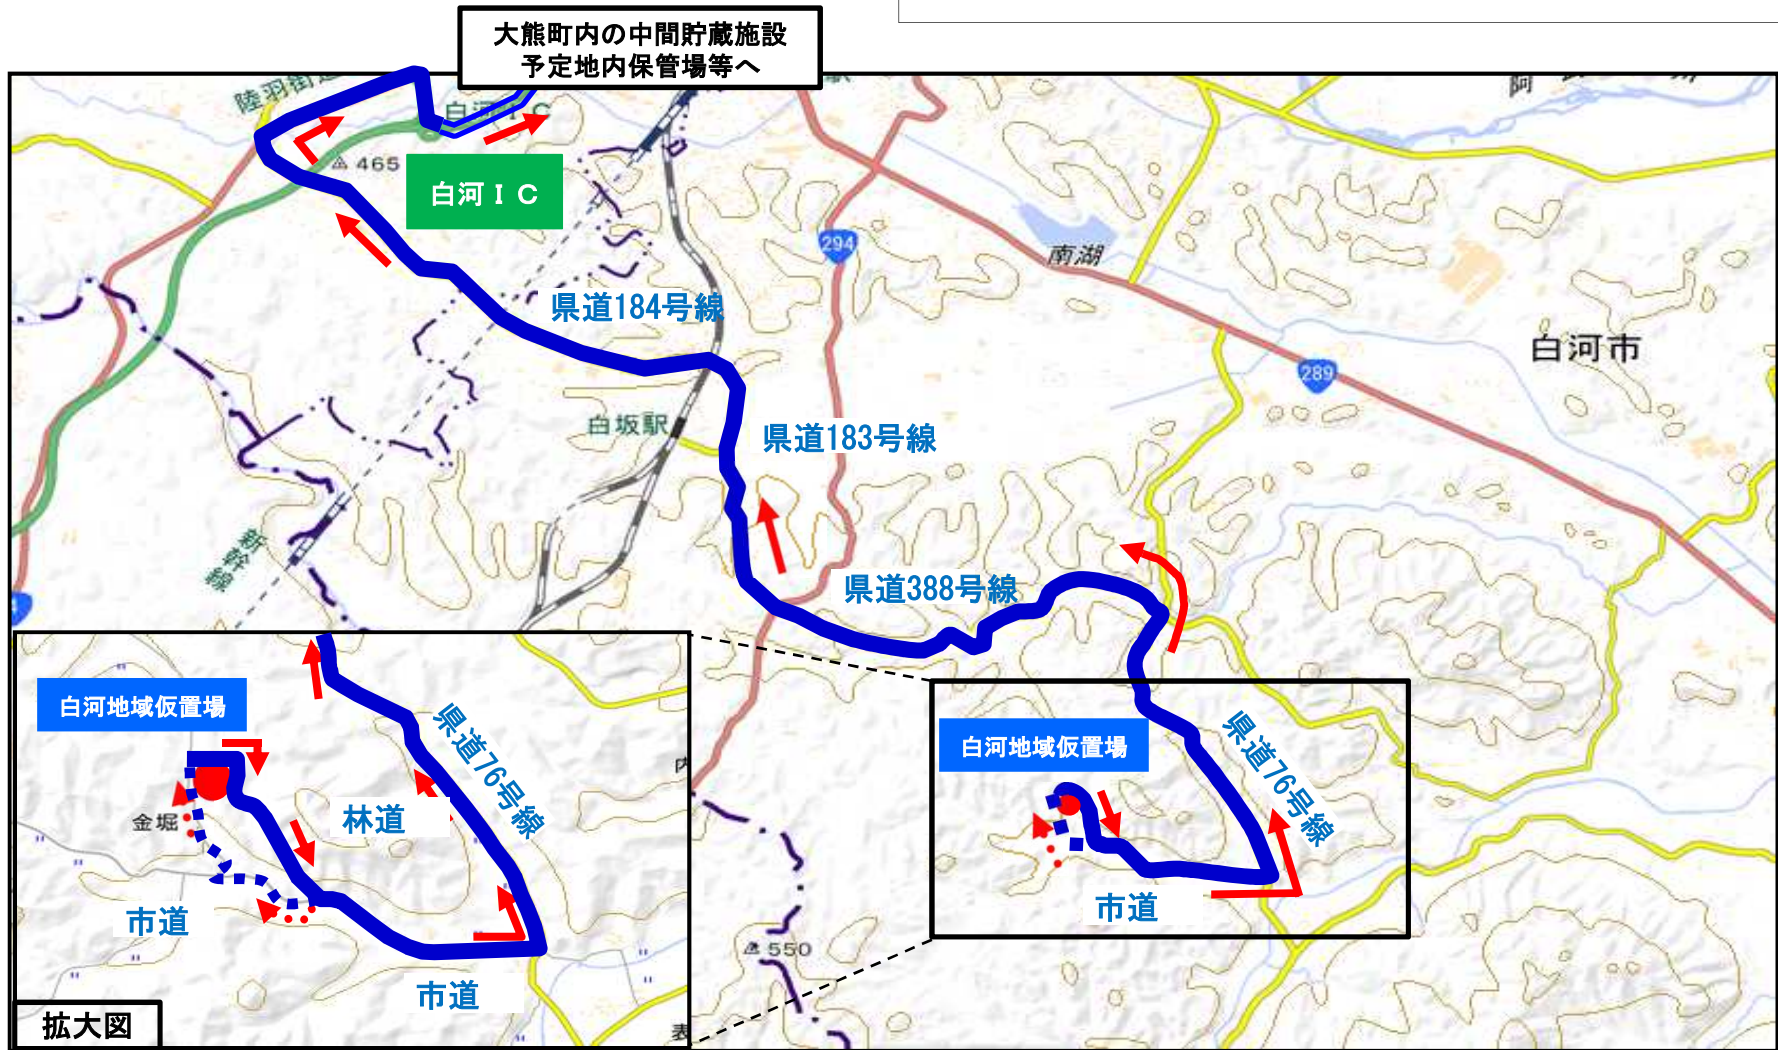 大熊町内の中間貯蔵施設
予定地内保管場等へ
陸羽街道
白河ＩＣ
465
白河ＩＣ
294
南湖
県道184号線
白河市
289
白坂駅
県道183号線
新幹線
県道388号線
白河地域仮置場
県道76号線
金堀
林道
市道
市道
拡大図
白河地域仮置場
県道76号線
市道
550